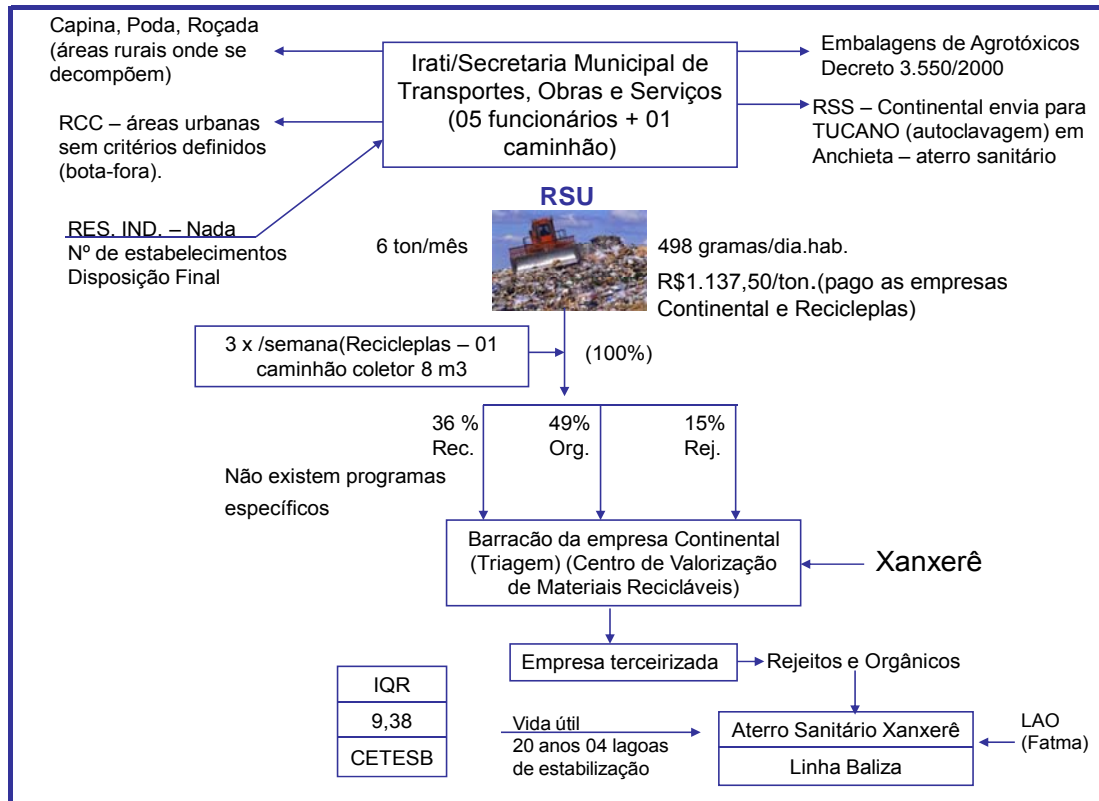 Capina, Poda, Roçada
(áreas rurais onde se
decompõem)
Irati/Secretaria Municipal de
Transportes, Obras e Serviços
(05 funcionários + 01
caminhão)
Embalagens de Agrotóxicos
Decreto 3.550/2000
RCC – áreas urbanas
sem critérios definidos
(bota-fora).
RSS – Continental envia para
TUCANO (autoclavagem) em
Anchieta – aterro sanitário
RES. IND. – Nada
Nº de estabelecimentos
Disposição Final
RSU
6 ton/mês
498 gramas/dia.hab.
R$1.137,50/ton.(pago as empresas
Continental e Recicleplas)
3 x /semana(Recicleplas – 01
caminhão coletor 8 m3
(100%)
36 %
Rec.
49%
Org.
15%
Rej.
Não existem programas
específicos
Barracão da empresa Continental
(Triagem) (Centro de Valorização
de Materiais Recicláveis)
Xanxerê
Empresa terceirizada
Rejeitos e Orgânicos
IQR
9,38
CETESB
Vida útil
20 anos 04 lagoas
de estabilização
Aterro Sanitário Xanxerê
Linha Baliza
LAO
(Fatma)